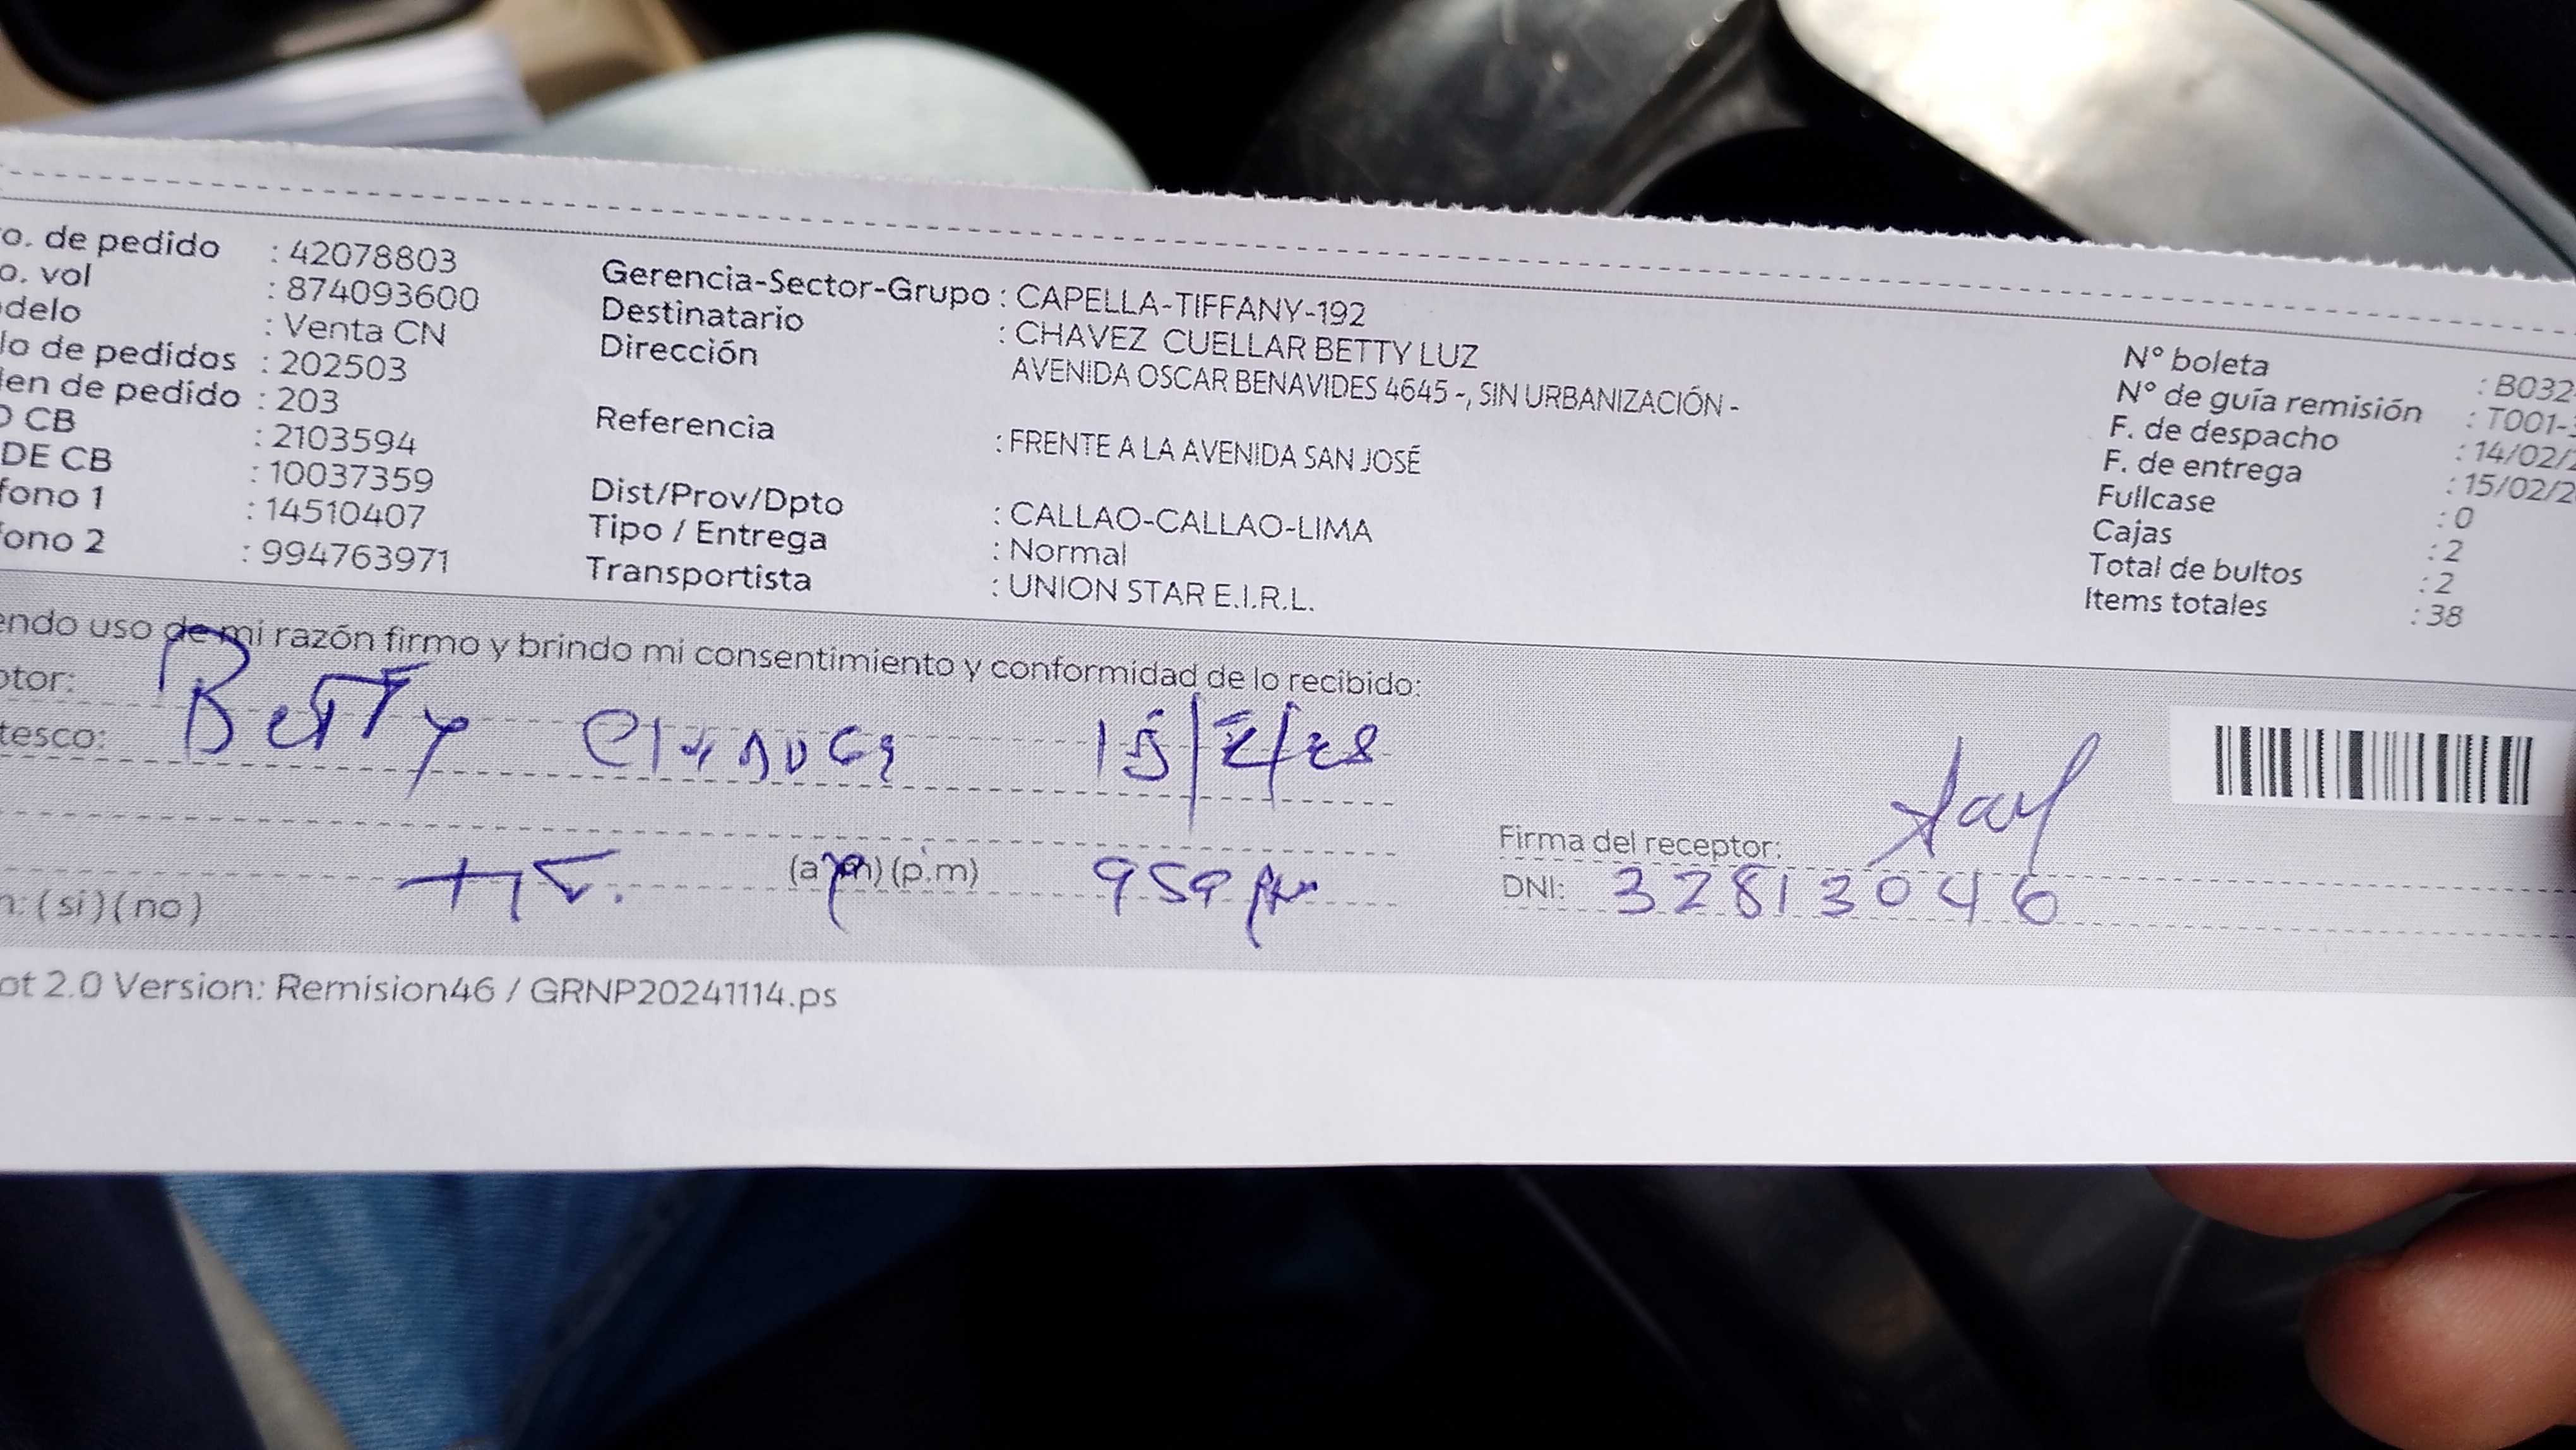 o. de pedido : 42078803
o. vol : 874093600
delo : Venta CN
lo de pedidos : 202503
den de pedido : 203
O CB : 2103594
DE CB : 10037359
fono 1 : 14510407
fono 2 : 994763971
Gerencia-Sector-Grupo : CAPELLA-TIFFANY-192
Destinatario : CHAVEZ CUELLAR BETTY LUZ
Dirección AVENIDA OSCAR BENAVIDES 4645 -, SIN URBANIZACIÓN -
Referencia : FRENTE A LA AVENIDA SAN JOSÉ
Dist/Prov/Dpto : CALLAO-CALLAO-LIMA
Tipo / Entrega : Normal
Transportista : UNION STAR E.I.R.L.
N° boleta : B032-
N° de guía remisión : T001-
F. de despacho : 14/02/2
F. de entrega : 15/02/2
Fullcase : 0
Cajas : 2
Total de bultos : 2
Items totales : 38
endo uso de mi razón firmo y brindo mi consentimiento y conformidad de lo recibido:
ptor:
Betty
tesco:
(p.m) 959
n: ( si ) ( no )
Firma del receptor:
DNI: 32813046
ot 2.0 Version: Remision46 / GRNP20241114.ps